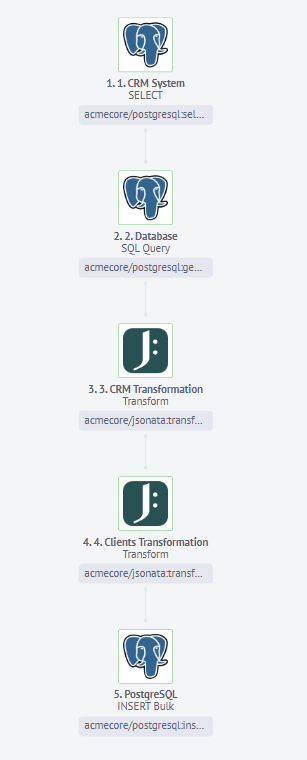 1. 1. CRM System
SELECT
acmecore/postgresql:sel...
2. 2. Database
SQL Query
acmecore/postgresql:ge...
J:
3. 3. CRM Transformation
Transform
acmecore/jsonata:transf...
J:
4. 4. Clients Transformation
Transform
acmecore/jsonata:transf...
5. PostgreSQL
INSERT Bulk
acmecore/postgresql:ins...